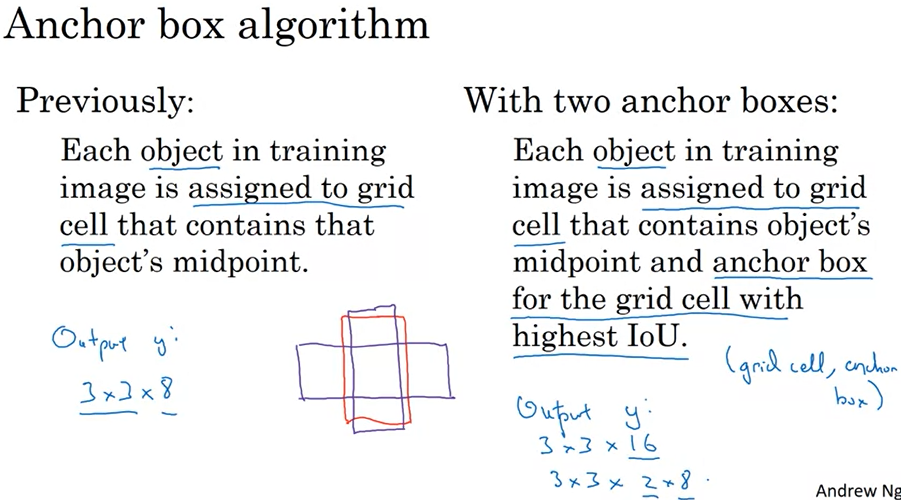 Anchor box algorithm
Previously:
Each object in training
image is assigned to grid
cell that contains that
object's midpoint.
Output y:
3×3×8
With two anchor boxes:
Each object in training
image is assigned to grid
cell that contains object's
midpoint and anchor box
for the grid cell with
highest IoU.
(grid cell, anchor
box)
Output y:
3×3×16
3×3×2×8
Andrew Ng